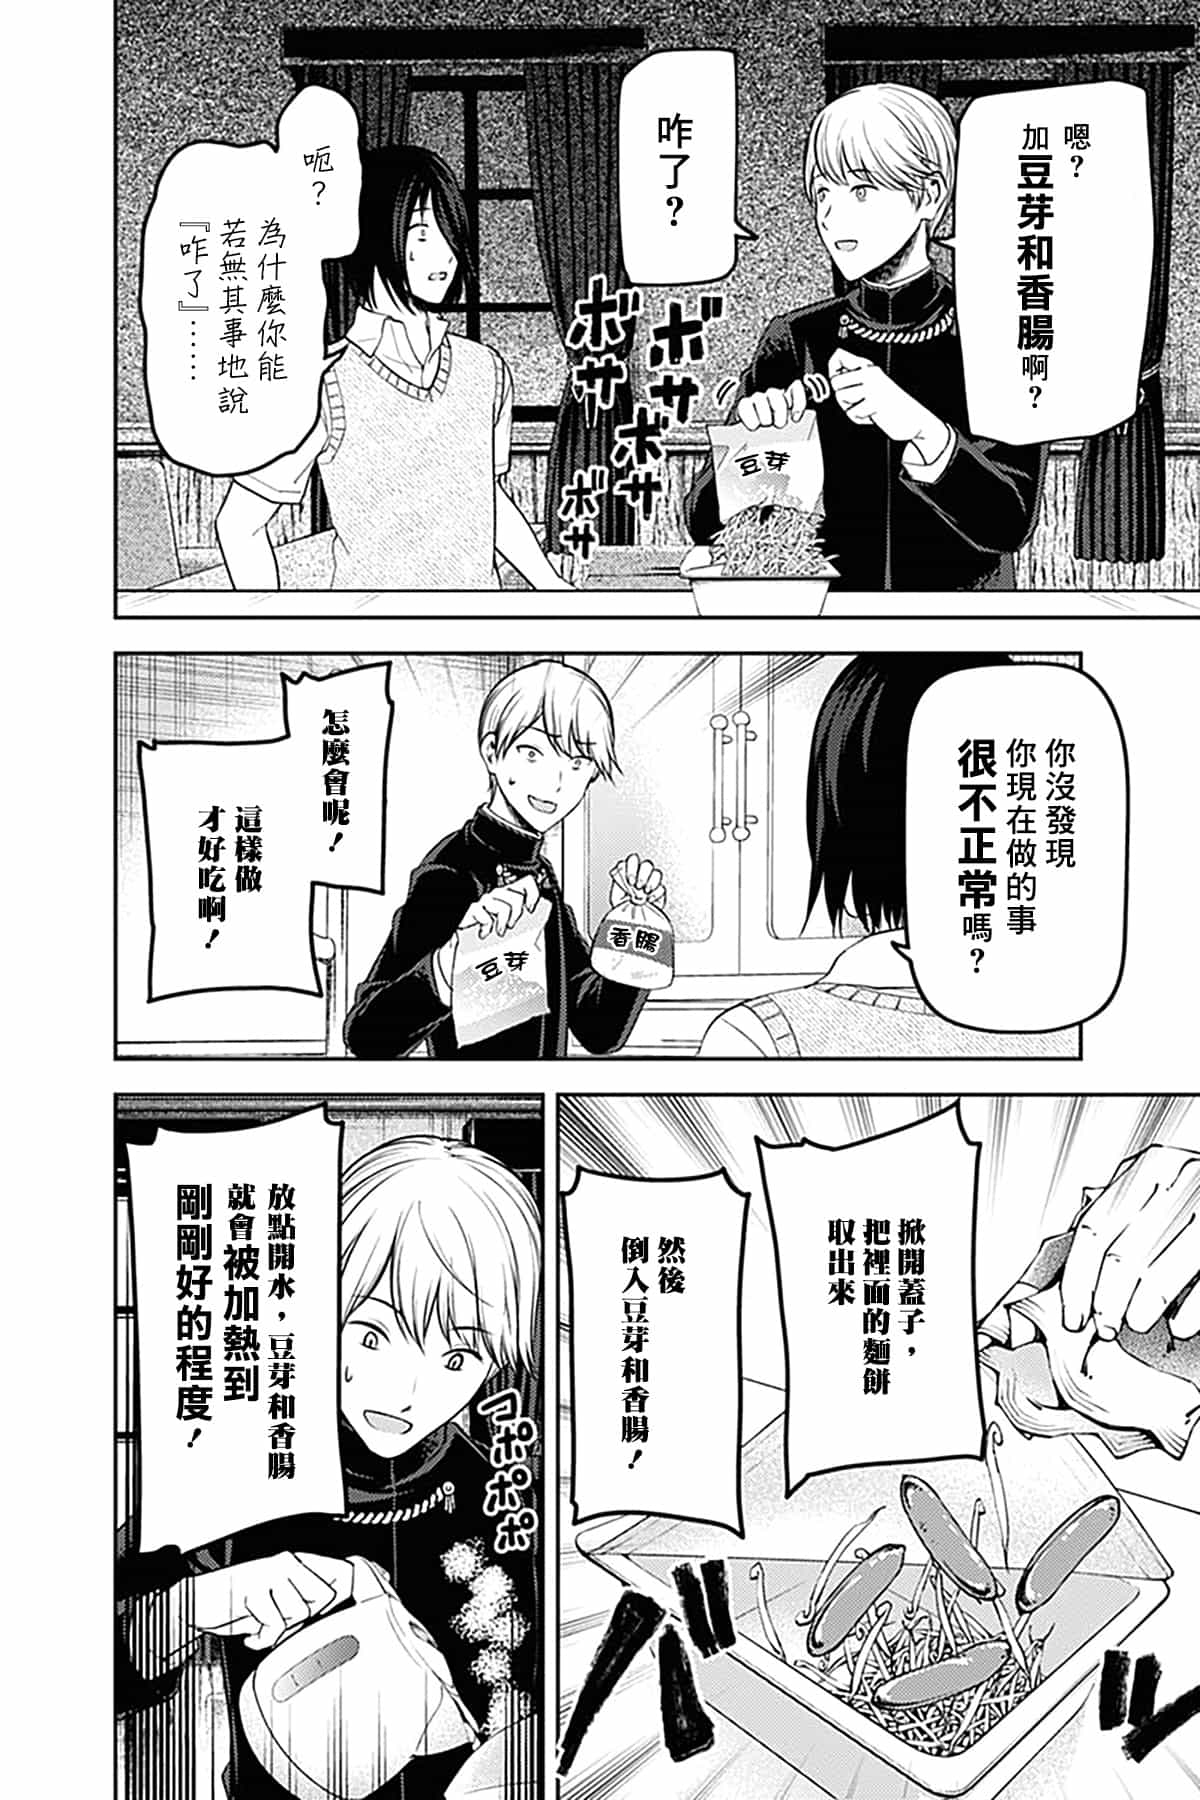 嗯？
加豆芽和香腸啊？
咋了？
呃？
為什麼你能
若無其事地說
『咋了』……
豆芽
ボサ
ボサ
ボサ
ボサ
你沒發現
你現在做的事
很不正常嗎？
怎麼會呢！
這樣做
才好吃啊！
豆芽
香腸
掀開蓋子，
把裡面的麵餅
取出來
然後
倒入豆芽和香腸！
放點開水，豆芽和香腸
就會被加熱到
剛剛好的程度！
コポポポ